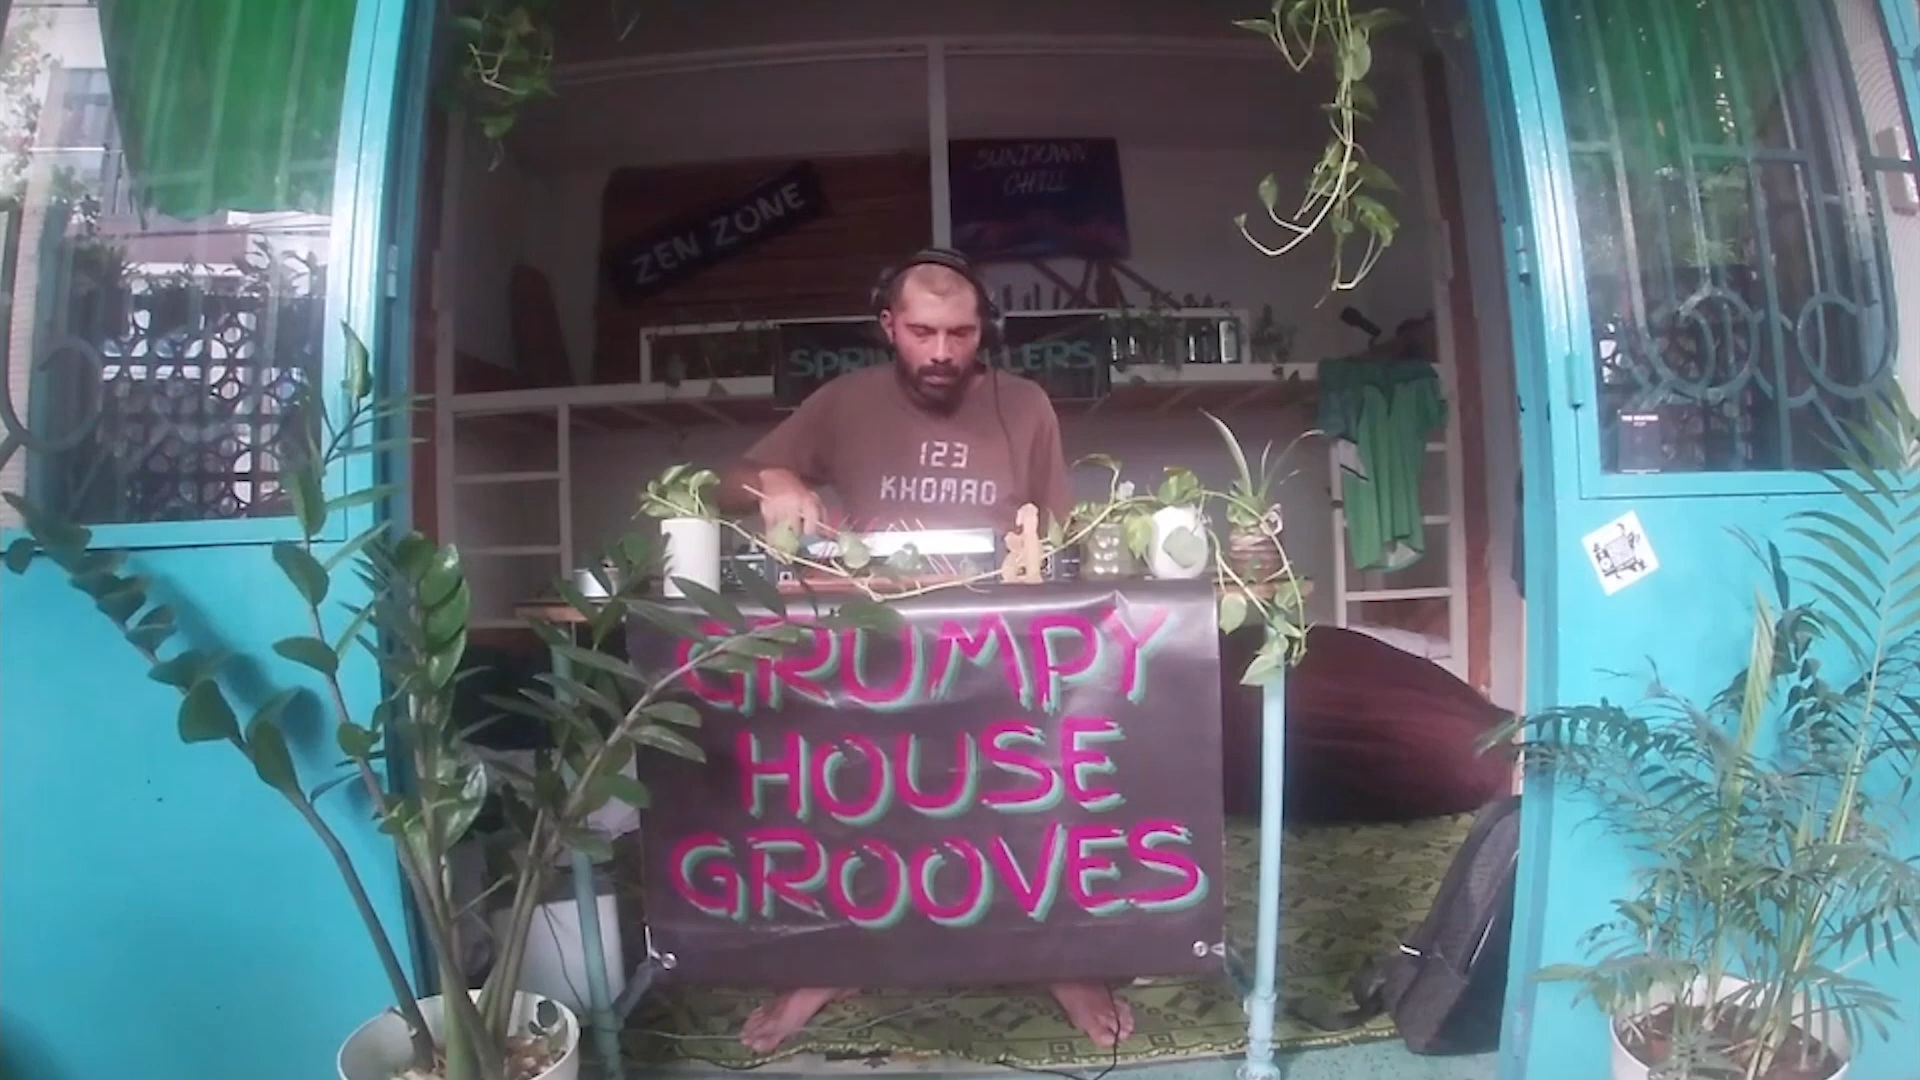 ZEN ZONE
SUNDOWN
CHILL
123
KHOMAO
GRUMPY
HOUSE
GROOVES